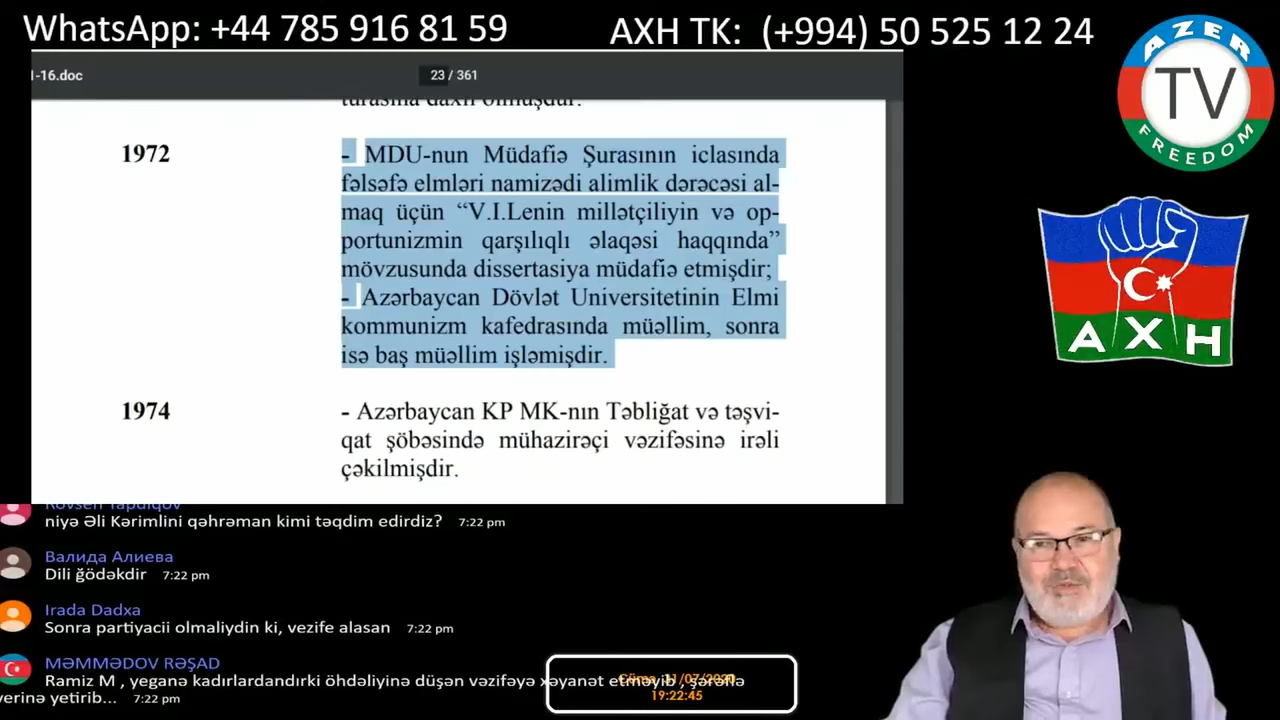 WhatsApp: +44 785 916 81 59
AXH TK: (+994) 50 525 12 24
AZER
TV
FREEDOM
I-16.doc
23 / 361
turasına daxil olmuşdur.
1972
- MDU-nun Müdafiə Şurasının iclasında
fəlsəfə elmləri namizədi alimlik dərəcəsi al-
maq üçün “V.I.Lenin millətçiliyin və op-
portunizmin qarşılıqlı əlaqəsi haqqında”
mövzusunda dissertasiya müdafiə etmişdir;
- Azərbaycan Dövlət Universitetinin Elmi
kommunizm kafedrasında müəllim, sonra
isə baş müəllim işləmişdir.
1974
- Azərbaycan KP MK-nın Təbliğat və təşvi-
qat şöbəsində mühazirəçi vəzifəsinə irəli
çəkilmişdir.
AXH
niyə Əli Kərimlini qəhrəman kimi təqdim edirdiz? 7:22 pm
Валида Алиева
Dili ğödəkdir 7:22 pm
Irada Dadxa
Sonra partiyacii olmaliydin ki, vezife alasan 7:22 pm
MƏMMƏDOV RƏŞAD
Ramiz M , yeganə kadırlardandırki öhdəliyinə düşən vəzifəyə xəyanət etməyib , şərəflə
yerinə yetirib... 7:22 pm
19:22:45